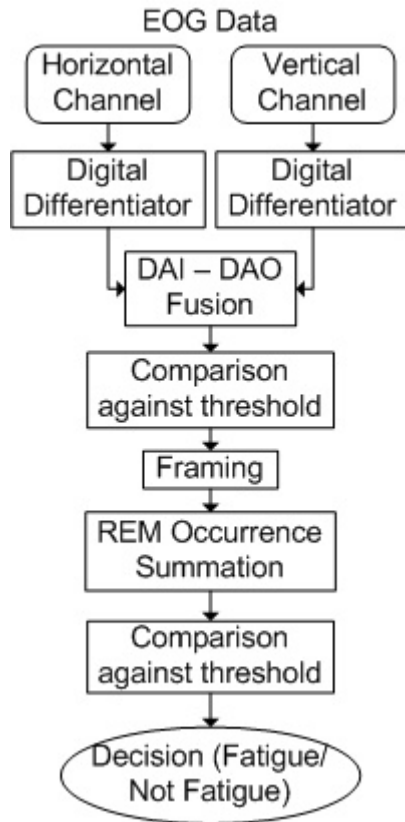 EOG Data
Horizontal
Channel
Vertical
Channel
Digital
Differentiator
Digital
Differentiator
DAI – DAO
Fusion
Comparison
against threshold
Framing
REM Occurrence
Summation
Comparison
against threshold
Decision (Fatigue/
Not Fatigue)